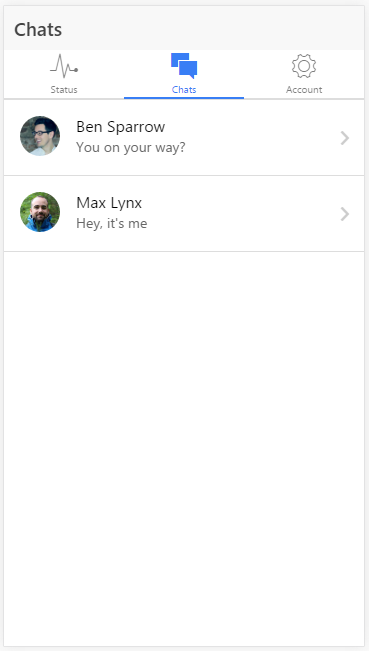 Chats
Status
Chats
Account
Ben Sparrow
You on your way?
Max Lynx
Hey, it's me